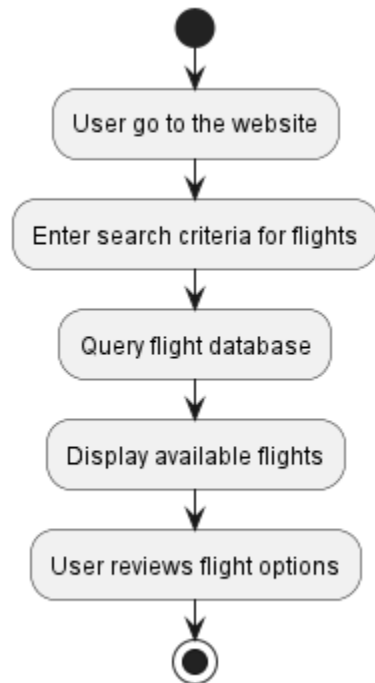 User go to the website
Enter search criteria for flights
Query flight database
Display available flights
User reviews flight options